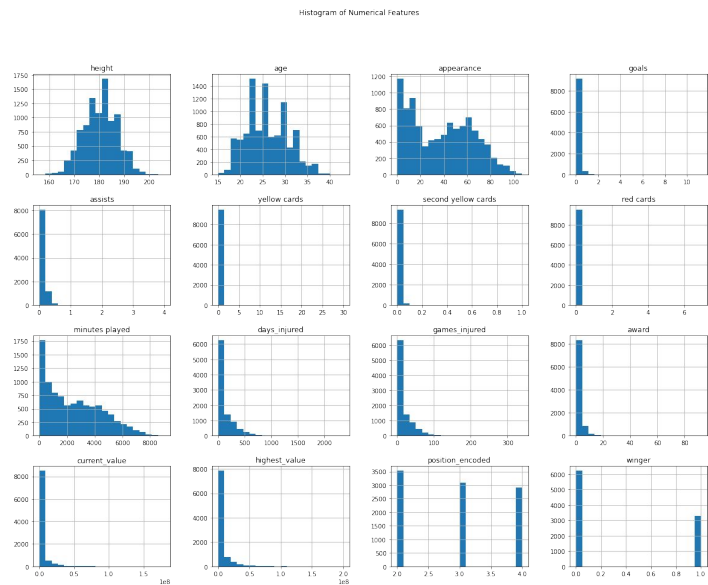 Histogram of Numerical Features
height age appearance goals
1750 1500 1250 1000 750 500 250 0
160 170 180 190 200
1400 1200 1000 800 600 400 200 0
15 20 25 30 35 40
1200 1000 800 600 400 200 0
0 20 40 60 80 100
8000 6000 4000 2000 0
0 2 4 6 8 10
assists yellow cards second yellow cards red cards
8000 6000 4000 2000 0
0 1 2 3 4
8000 6000 4000 2000 0
0 5 10 15 20 25 30
8000 6000 4000 2000 0
0.0 0.2 0.4 0.6 0.8 1.0
8000 6000 4000 2000 0
0 2 4 6
minutes played days_injured games_injured award
1750 1500 1250 1000 750 500 250 0
0 2000 4000 6000 8000
6000 5000 4000 3000 2000 1000 0
0 500 1000 1500 2000
6000 5000 4000 3000 2000 1000 0
0 100 200 300
8000 6000 4000 2000 0
0 20 40 60 80
current_value highest_value position_encoded winger
8000 6000 4000 2000 0
0.0 0.5 1.0 1.5
1e8
8000 6000 4000 2000 0
0.0 0.5 1.0 1.5 2.0
1e8
3500 3000 2500 2000 1500 1000 500 0
2.0 2.5 3.0 3.5 4.0
6000 5000 4000 3000 2000 1000 0
0.0 0.2 0.4 0.6 0.8 1.0